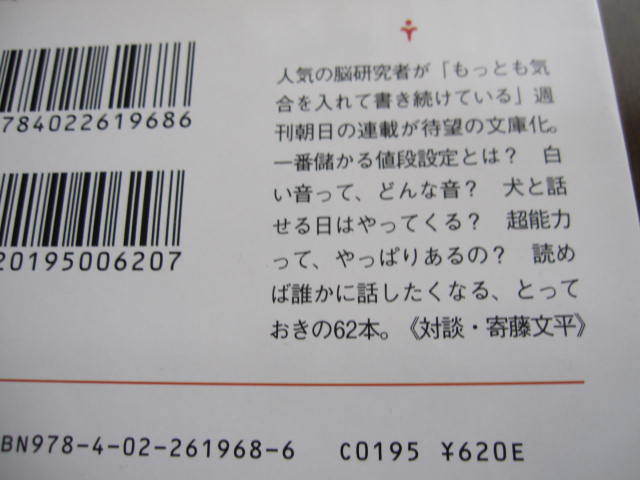 784022619686
20195006207
人気の脳研究者が「もっとも気
合を入れて書き続けている」週
刊朝日の連載が待望の文庫化。
一番儲かる値段設定とは？　白
い音って、どんな音？　犬と話
せる日はやってくる？　超能力
って、やっぱりあるの？　読め
ば誰かに話したくなる、とって
おきの62本。《対談・寄藤文平》
BN978-4-02-261968-6　C0195 ¥620E